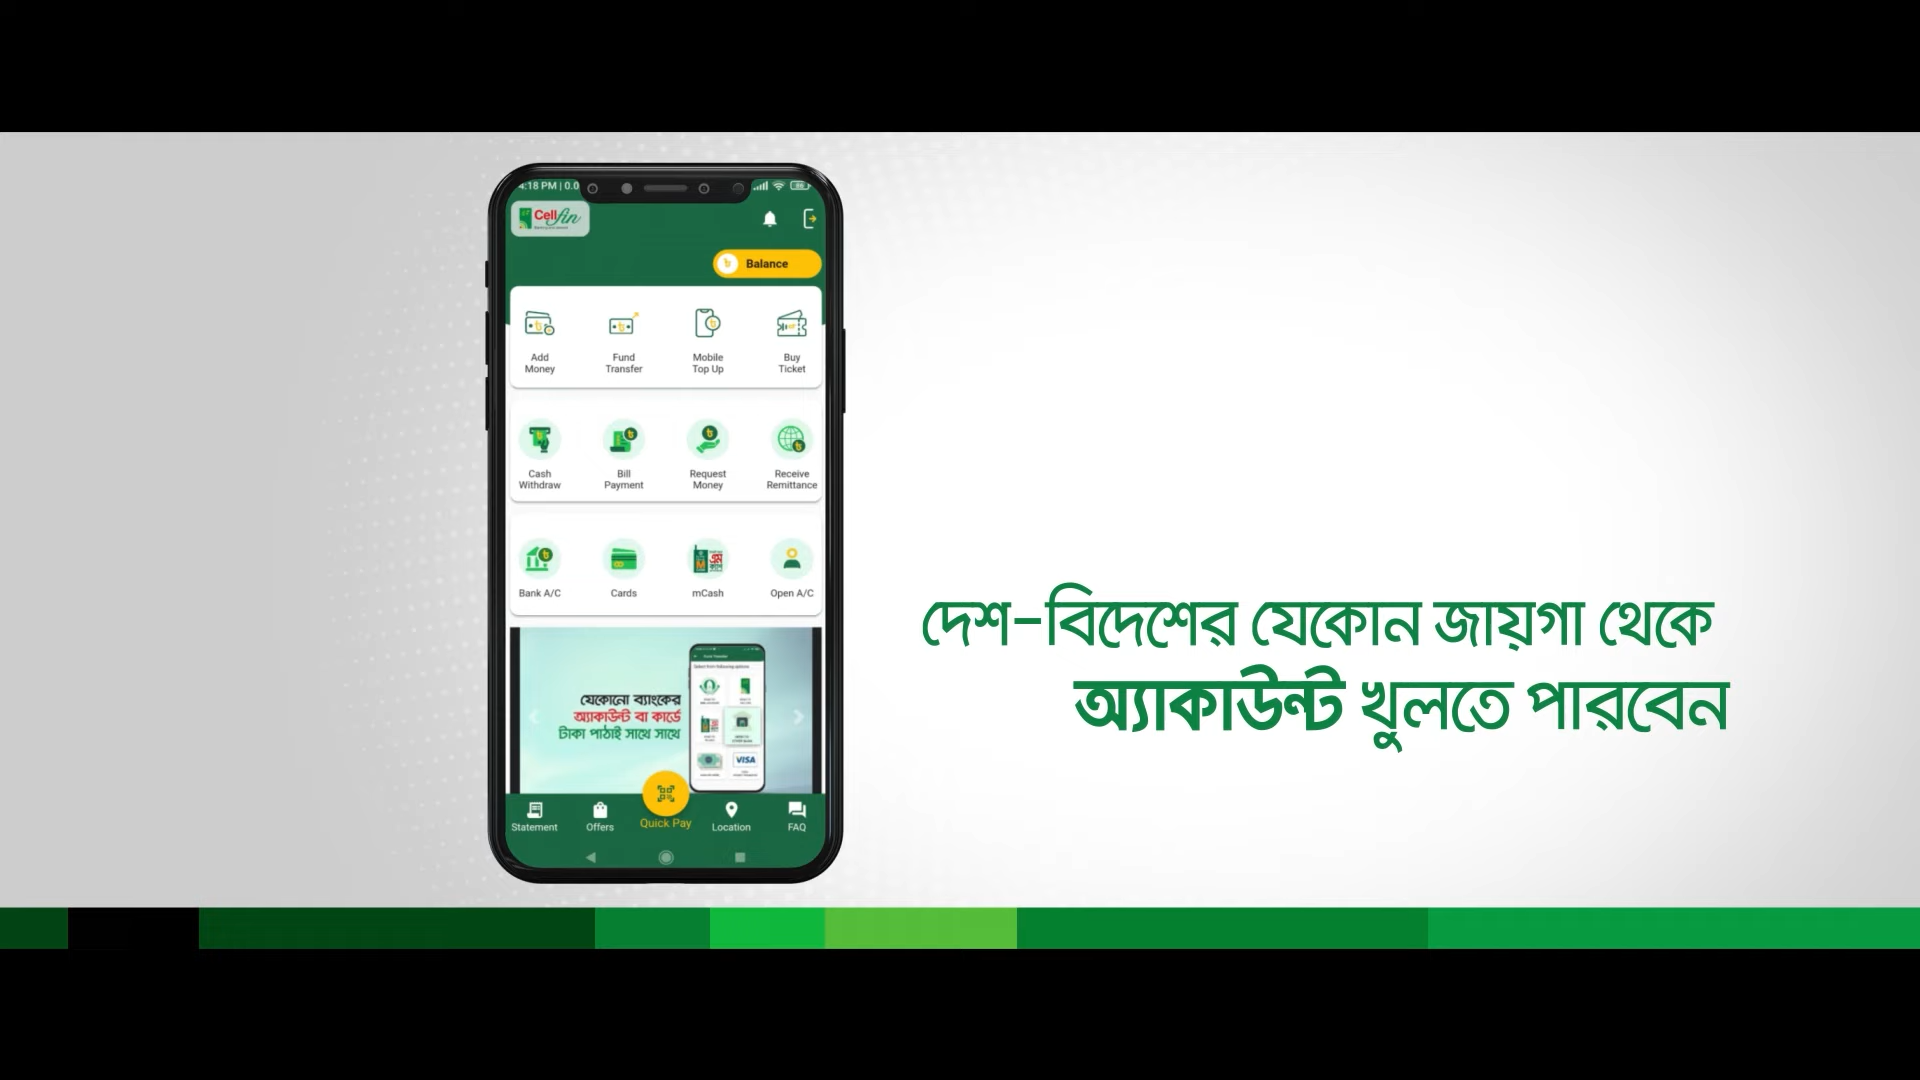 4:18 PM | 0.0
Cellfin
Balance
Add Money
Fund Transfer
Mobile Top Up
Buy Ticket
Cash Withdraw
Bill Payment
Request Money
Receive Remittance
Bank A/C
Cards
mCash
Open A/C
যেকোনো ব্যাংকের
অ্যাকাউন্ট বা কার্ডে
টাকা পাঠাই সাথে সাথে
VISA
Statement
Offers
Quick Pay
Location
FAQ
দেশ-বিদেশের যেকোন জায়গা থেকে
অ্যাকাউন্ট খুলতে পারবেন